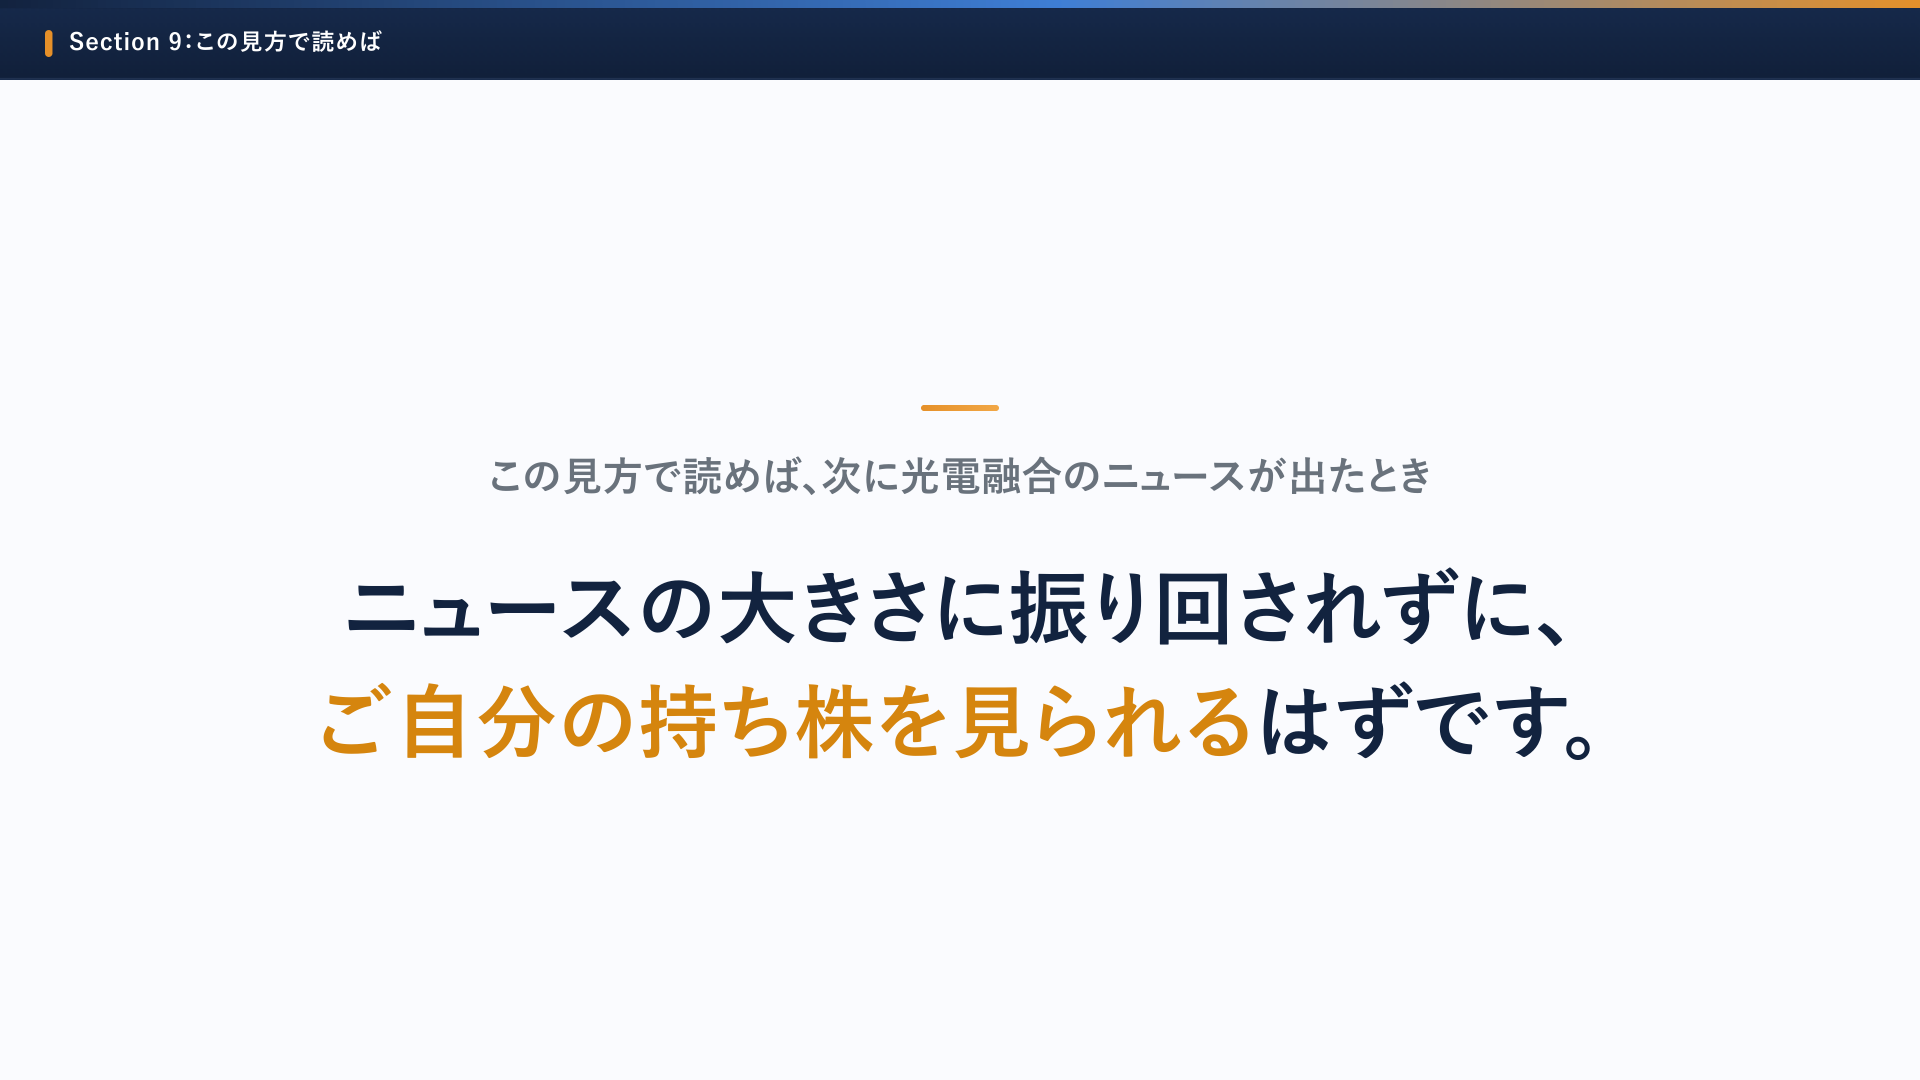 Section 9：この見方で読めば
この見方で読めば、次に光電融合のニュースが出たとき
ニュースの大きさに振り回されずに、
ご自分の持ち株を見られるはずです。